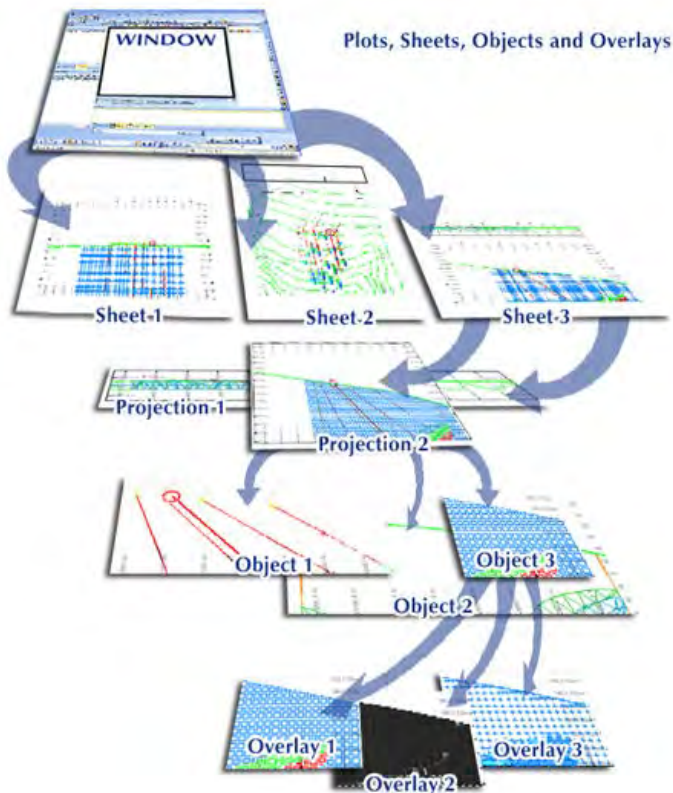 WINDOW
Plots, Sheets, Objects and Overlays
Sheet 1
Sheet 2
Sheet 3
Projection 1
Projection 2
Object 1
Object 3
Object 2
Overlay 1
Overlay 3
Overlay 2